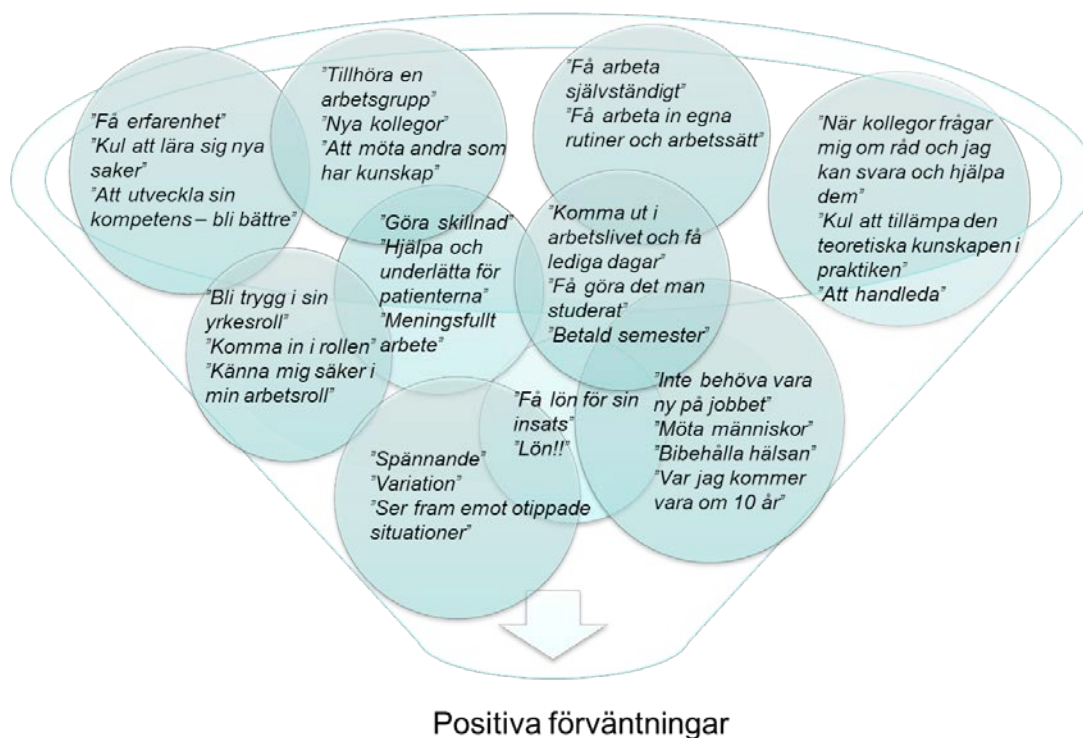 ”Få erfarenhet”
”Kul att lära sig nya
saker”
”Att utveckla sin
kompetens – bli bättre”
”Tillhöra en
arbetsgrupp”
”Nya kollegor”
”Att möta andra som
har kunskap”
”Få arbeta
självständigt”
”Få arbeta in egna
rutiner och arbetssätt”
”När kollegor frågar
mig om råd och jag
kan svara och hjälpa
dem”
”Kul att tillämpa den
teoretiska kunskapen i
praktiken”
”Att handleda”
”Göra skillnad”
”Hjälpa och
underlätta för
patienterna”
”Meningsfullt
arbete”
”Komma ut i
arbetslivet och få
lediga dagar”
”Få göra det man
studerat”
”Betald semester”
”Bli trygg i sin
yrkesroll”
”Komma in i rollen”
”Känna mig säker i
min arbetsroll”
”Få lön för sin
insats”
”Lön!!”
”Inte behöva vara
ny på jobbet”
”Möta människor”
”Bibehålla hälsan”
”Var jag kommer
vara om 10 år”
”Spännande”
”Variation”
”Ser fram emot otippade
situationer”
Positiva förväntningar